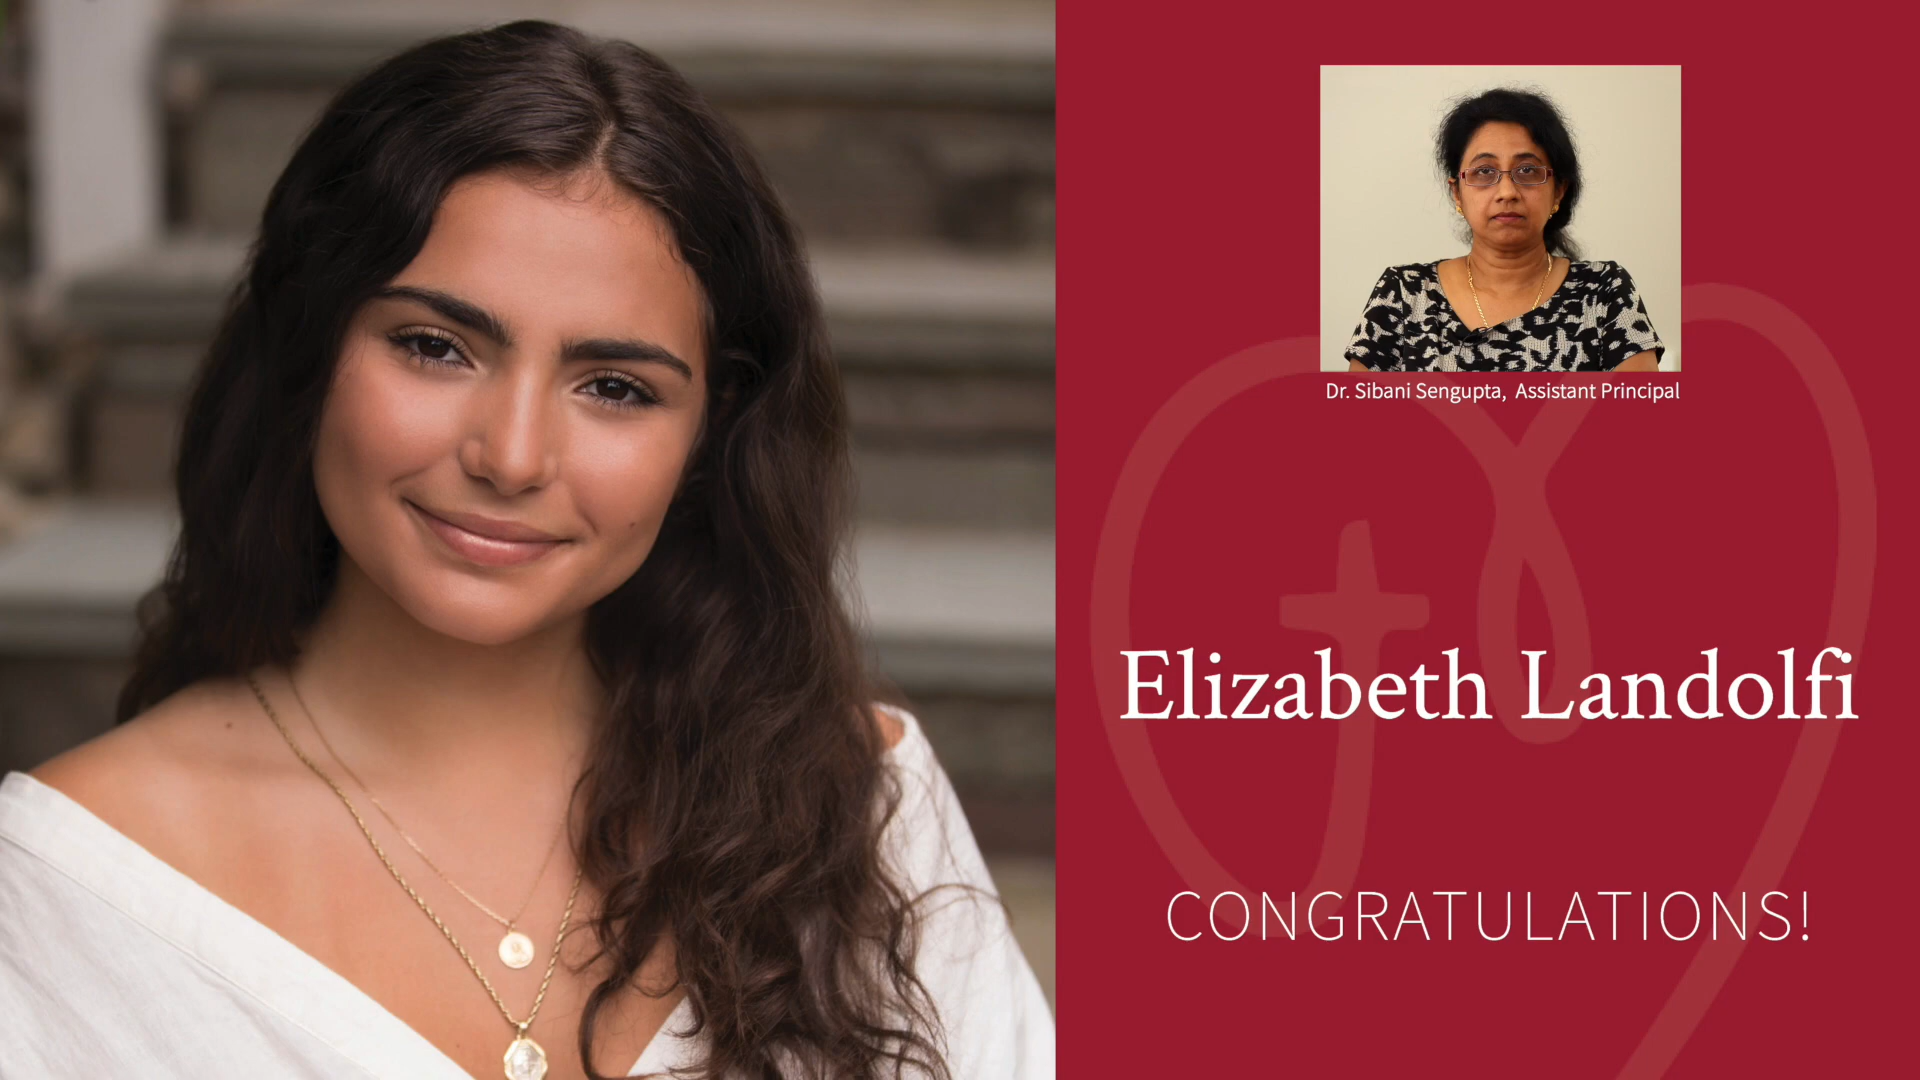 Dr. Sibani Sengupta, Assistant Principal
Elizabeth Landolfi
CONGRATULATIONS!